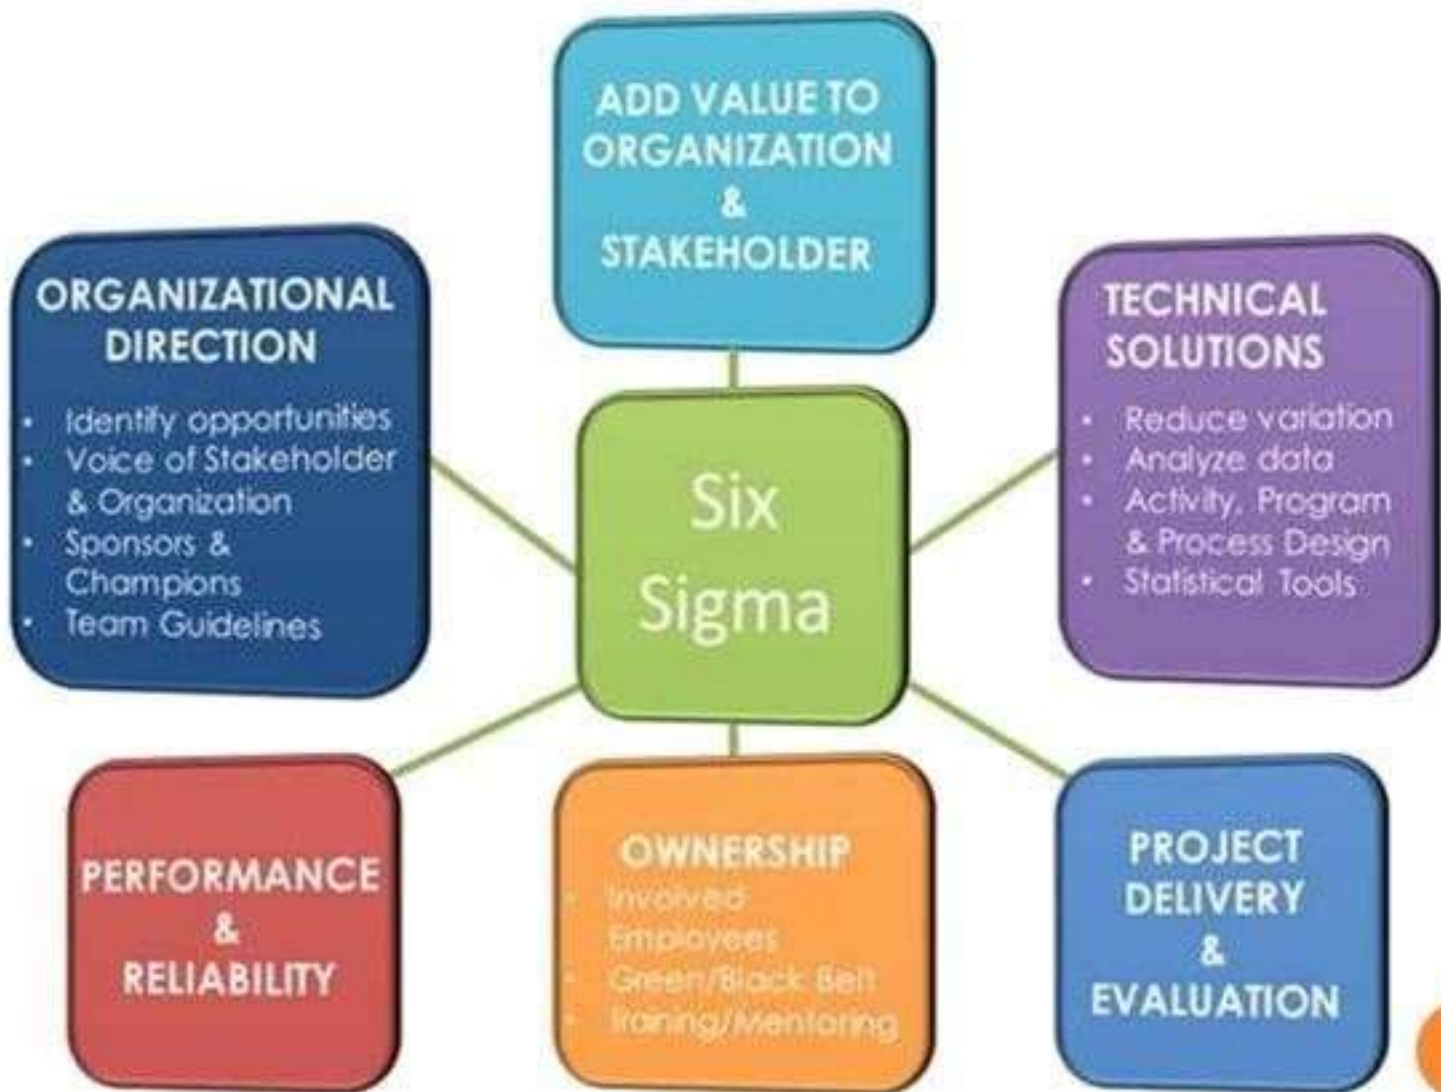 ADD VALUE TO
ORGANIZATION
&
STAKEHOLDER
ORGANIZATIONAL
DIRECTION
• Identify opportunities
• Voice of Stakeholder
& Organization
• Sponsors &
Champions
• Team Guidelines
Six
Sigma
TECHNICAL
SOLUTIONS
• Reduce variation
• Analyze data
• Activity, Program
& Process Design
• Statistical Tools
PERFORMANCE
&
RELIABILITY
OWNERSHIP
• Involved
Employees
• Green/Black Belt
• Training/Mentoring
PROJECT
DELIVERY
&
EVALUATION